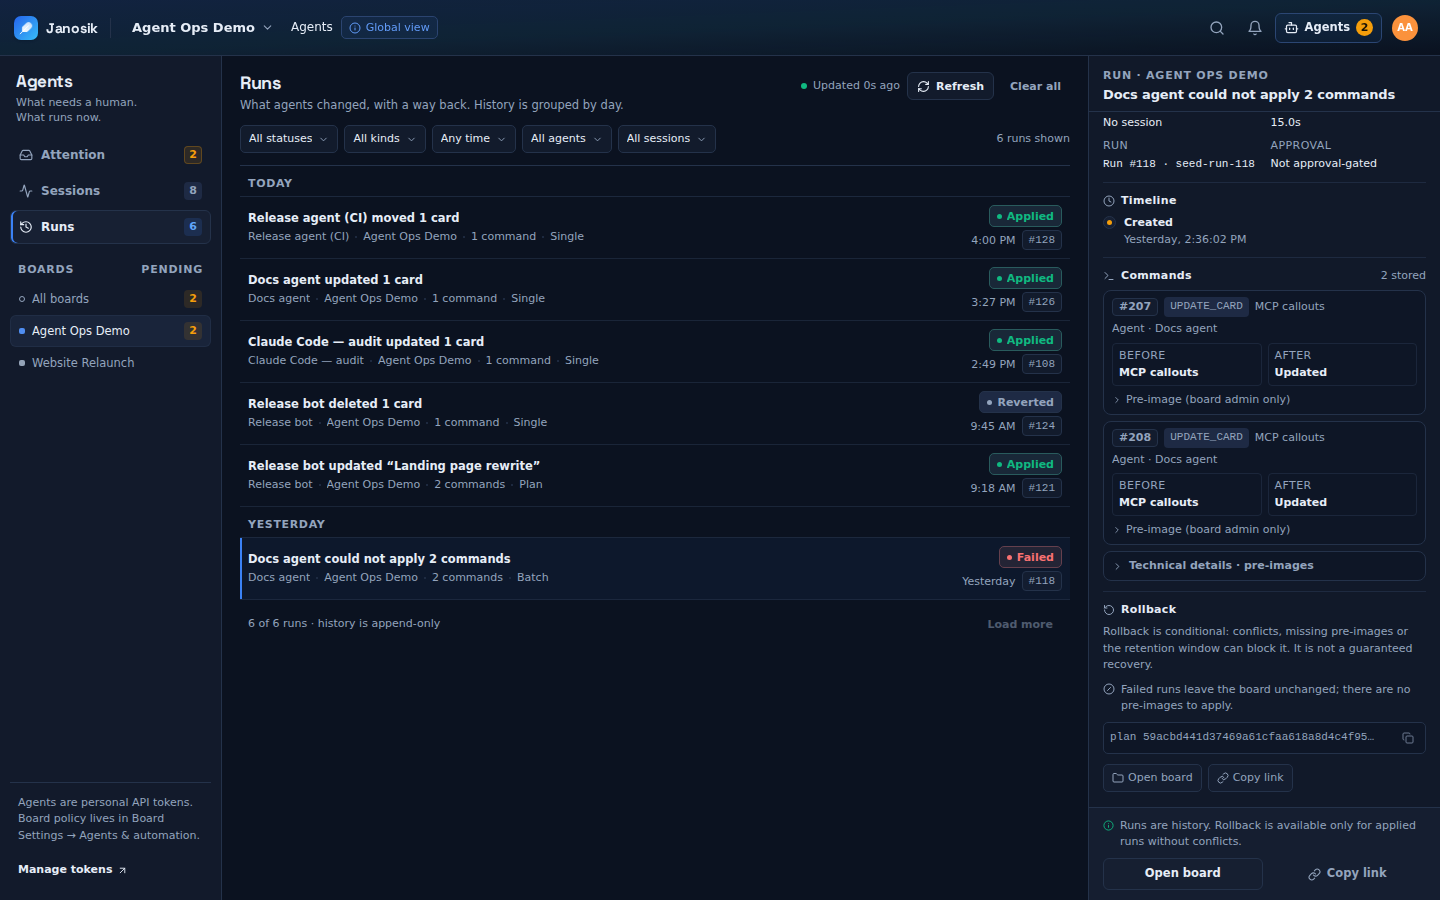 Janosik
Agent Ops Demo
Agents
Global view
Agents 2
AA
Agents
What needs a human.
What runs now.
Attention 2
Sessions 8
Runs 6
BOARDS PENDING
All boards 2
Agent Ops Demo 2
Website Relaunch
Agents are personal API tokens.
Board policy lives in Board
Settings → Agents & automation.
Manage tokens
Runs
What agents changed, with a way back. History is grouped by day.
Updated 0s ago
Refresh
Clear all
All statuses
All kinds
Any time
All agents
All sessions
6 runs shown
TODAY
Release agent (CI) moved 1 card
Applied
Release agent (CI) · Agent Ops Demo · 1 command · Single
4:00 PM #128
Docs agent updated 1 card
Applied
Docs agent · Agent Ops Demo · 1 command · Single
3:27 PM #126
Claude Code — audit updated 1 card
Applied
Claude Code — audit · Agent Ops Demo · 1 command · Single
2:49 PM #108
Release bot deleted 1 card
Reverted
Release bot · Agent Ops Demo · 1 command · Single
9:45 AM #124
Release bot updated “Landing page rewrite”
Applied
Release bot · Agent Ops Demo · 2 commands · Plan
9:18 AM #121
YESTERDAY
Docs agent could not apply 2 commands
Failed
Docs agent · Agent Ops Demo · 2 commands · Batch
Yesterday #118
6 of 6 runs · history is append-only
Load more
RUN · AGENT OPS DEMO
Docs agent could not apply 2 commands
No session 15.0s
RUN APPROVAL
Run #118 · seed-run-118 Not approval-gated
Timeline
Created
Yesterday, 2:36:02 PM
Commands 2 stored
#207 UPDATE_CARD MCP callouts
Agent · Docs agent
BEFORE AFTER
MCP callouts Updated
Pre-image (board admin only)
#208 UPDATE_CARD MCP callouts
Agent · Docs agent
BEFORE AFTER
MCP callouts Updated
Pre-image (board admin only)
Technical details · pre-images
Rollback
Rollback is conditional: conflicts, missing pre-images or
the retention window can block it. It is not a guaranteed
recovery.
Failed runs leave the board unchanged; there are no
pre-images to apply.
plan 59acbd441d37469a61cfaa618a8d4c4f95…
Open board
Copy link
Runs are history. Rollback is available only for applied
runs without conflicts.
Open board
Copy link